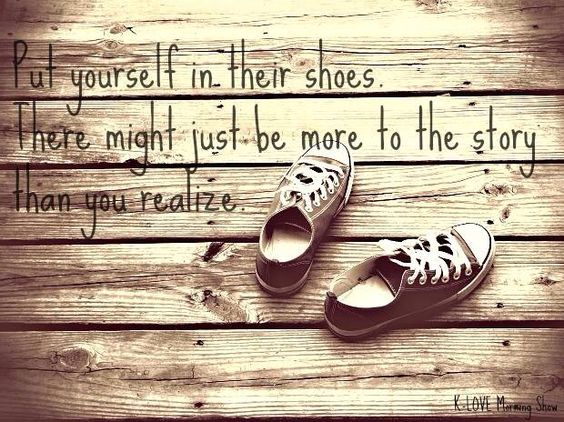 Put yourself in their shoes.
There might just be more to the story
than you realize.
K-LOVE Morning Show